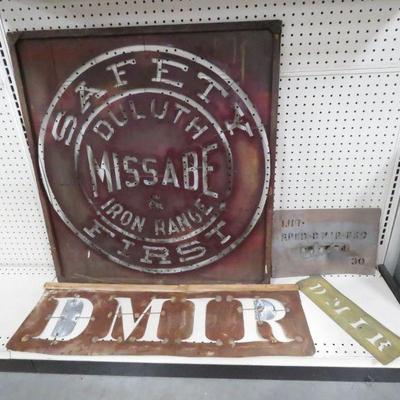 SAFETY
DULUTH
MISSABE
&
IRON RANGE
FIRST
30
DMIR
DMIR